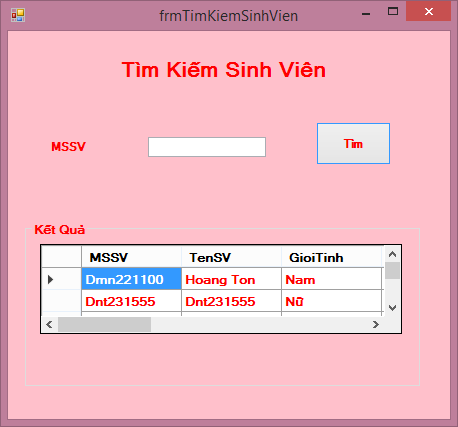 frmTimKiemSinhVien
Tìm Kiếm Sinh Viên
MSSV
Tìm
Kết Quả
MSSV TenSV GioiTinh
Dmn221100 Hoang Ton Nam
Dnt231555 Dnt231555 Nữ